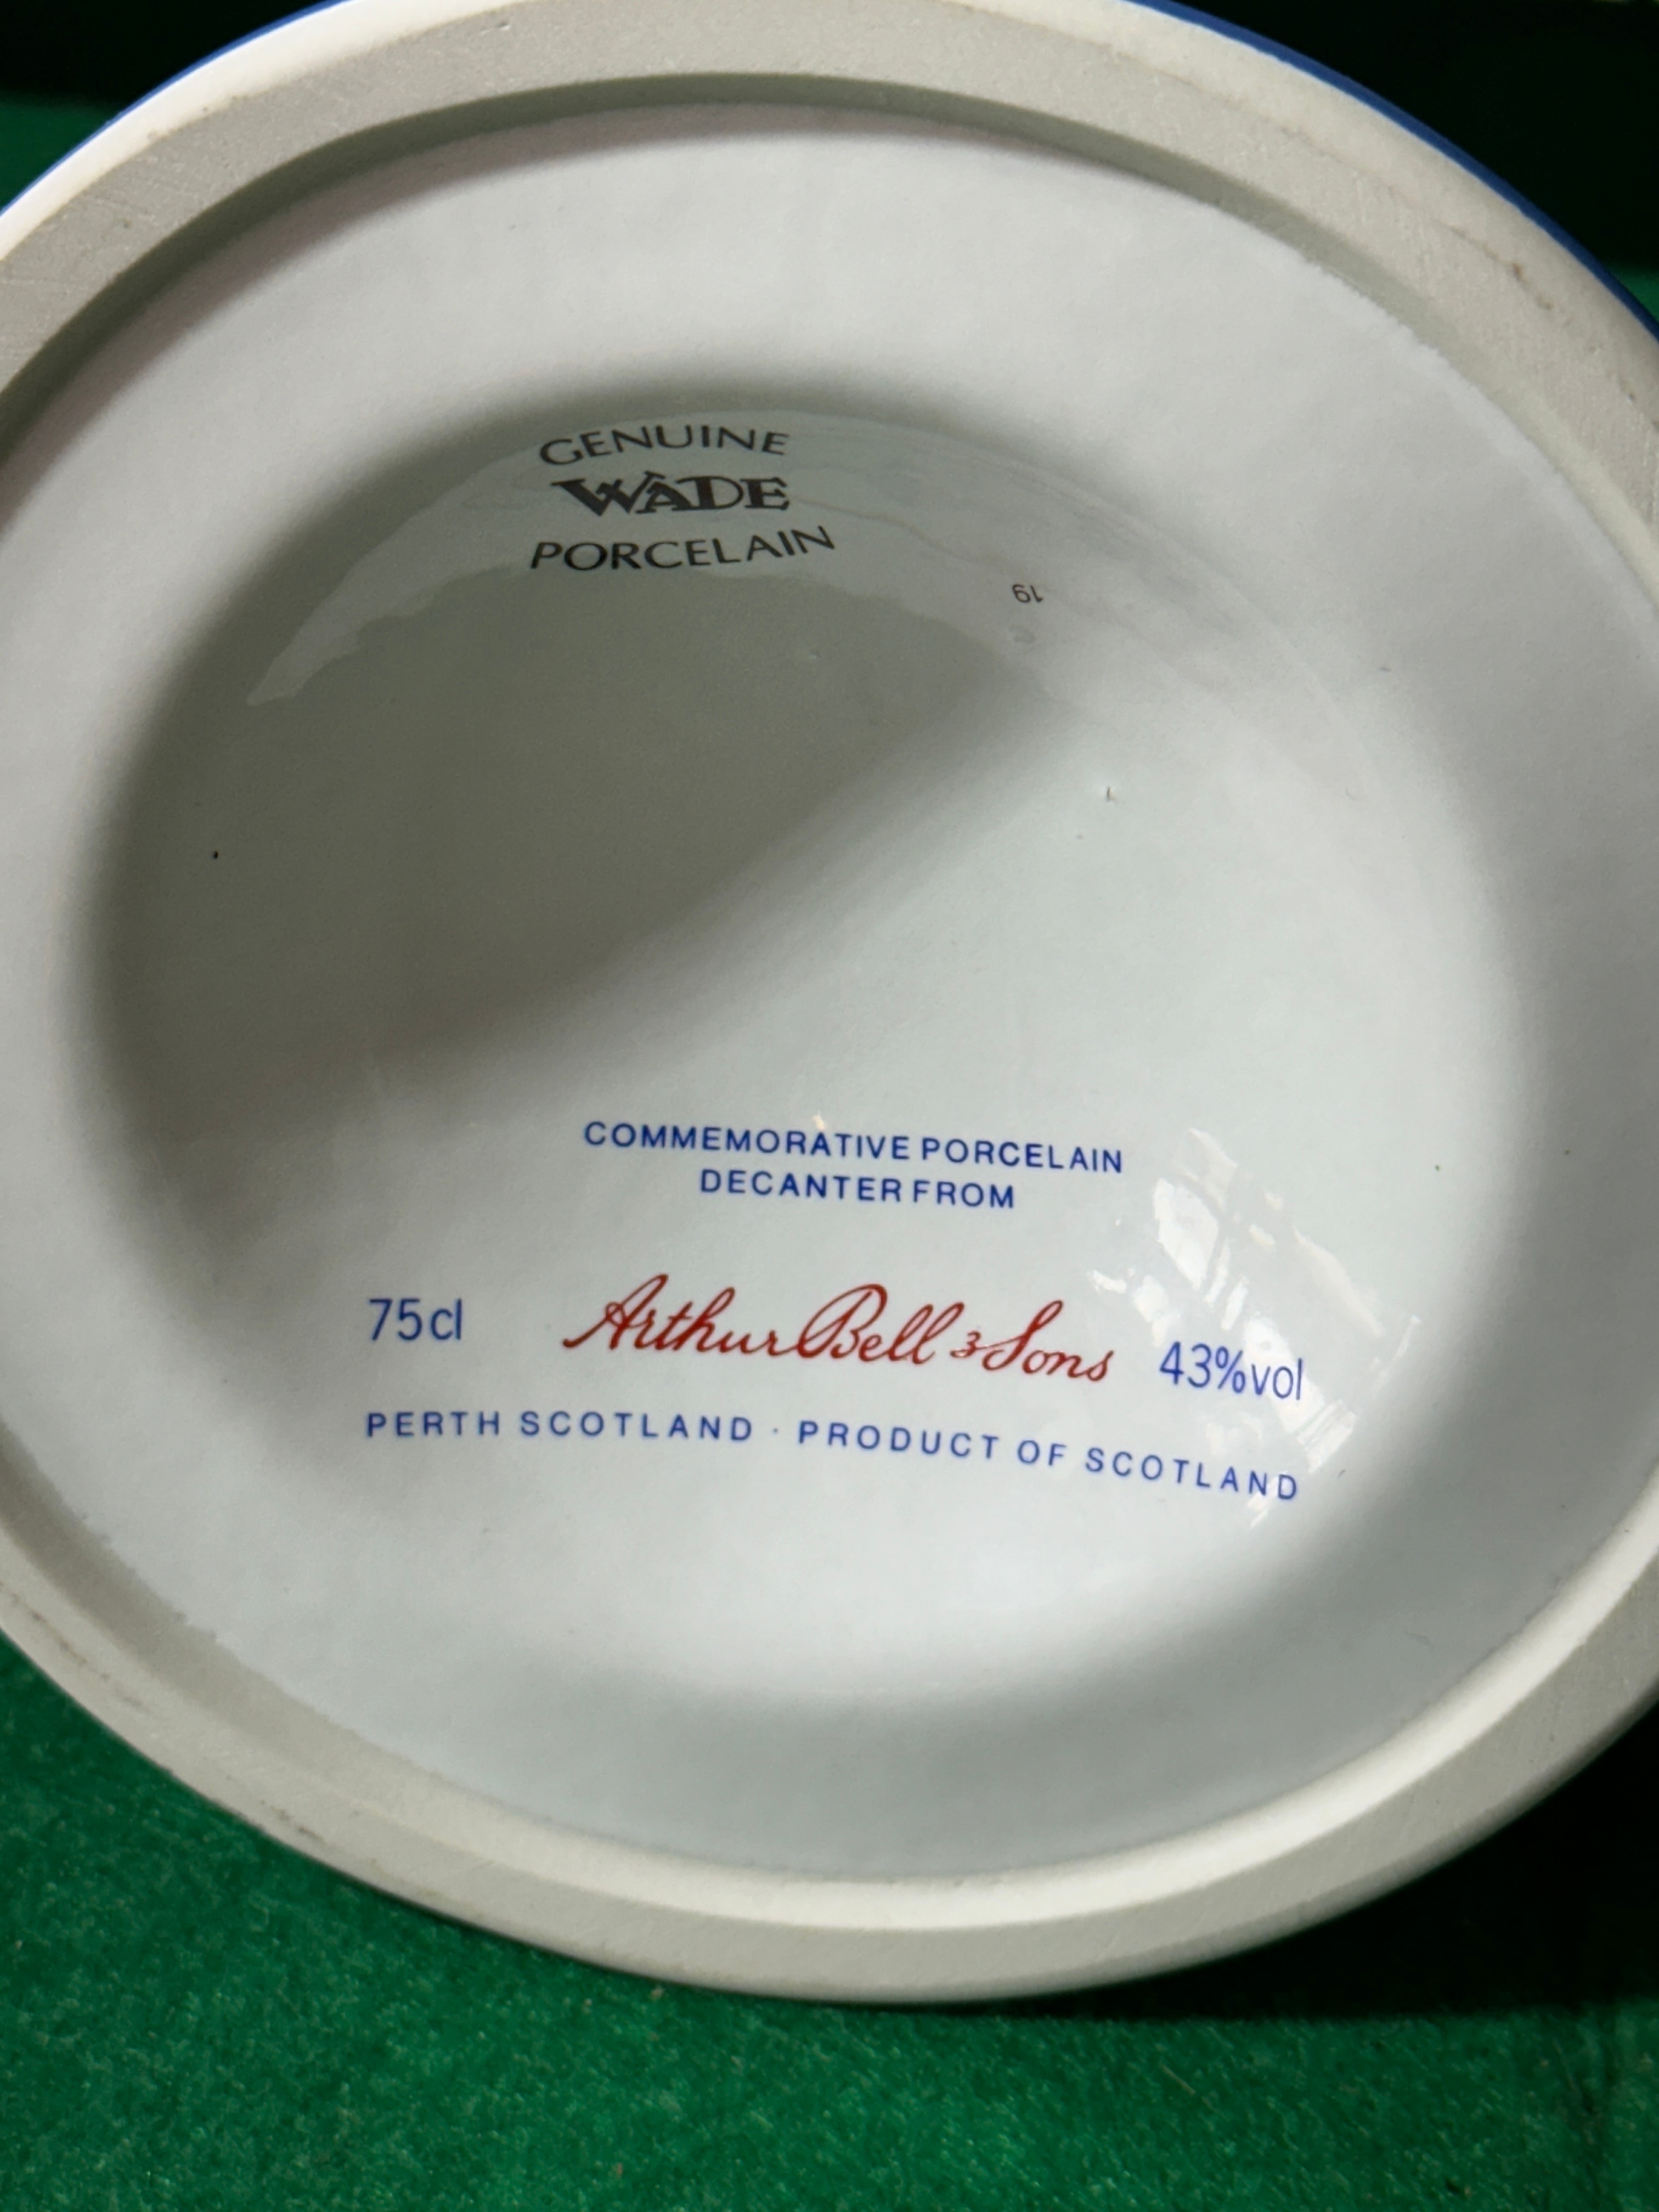 GENUINE
WADE
PORCELAIN
19
COMMEMORATIVE PORCELAIN
DECANTER FROM
75cl Arthur Bell & Sons 43%vol
PERTH SCOTLAND · PRODUCT OF SCOTLAND